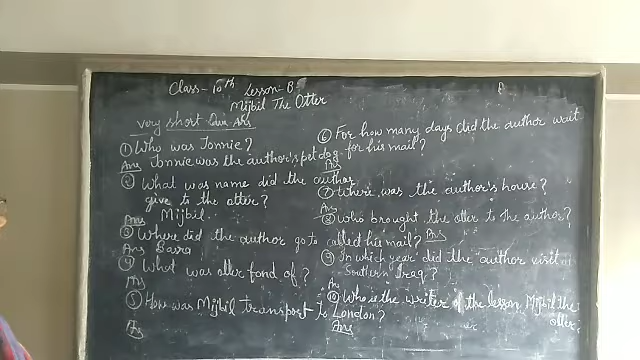 Class-10th Lesson-8
Mijbil The Otter
very short Que Ans
① Who was Jonnie?
Ans Jonnie was the author's pet dog
② What was name did the author
give to the otter?
Ans Mijbil.
③ Where did the author go to called his mail?
Ans Basra
④ What was otter fond of?
Ans
⑤ How was Mijbil transport to London?
Ans
⑥ For how many days did the author wait
for his mail?
Ans
⑦ Where was the author's house?
Ans
⑧ Who brought the otter to the author?
Ans
⑨ In which year did the author visit
Southern Iraq?
Ans
⑩ Who is the writer of the lesson Mijbil the
otter?
Ans